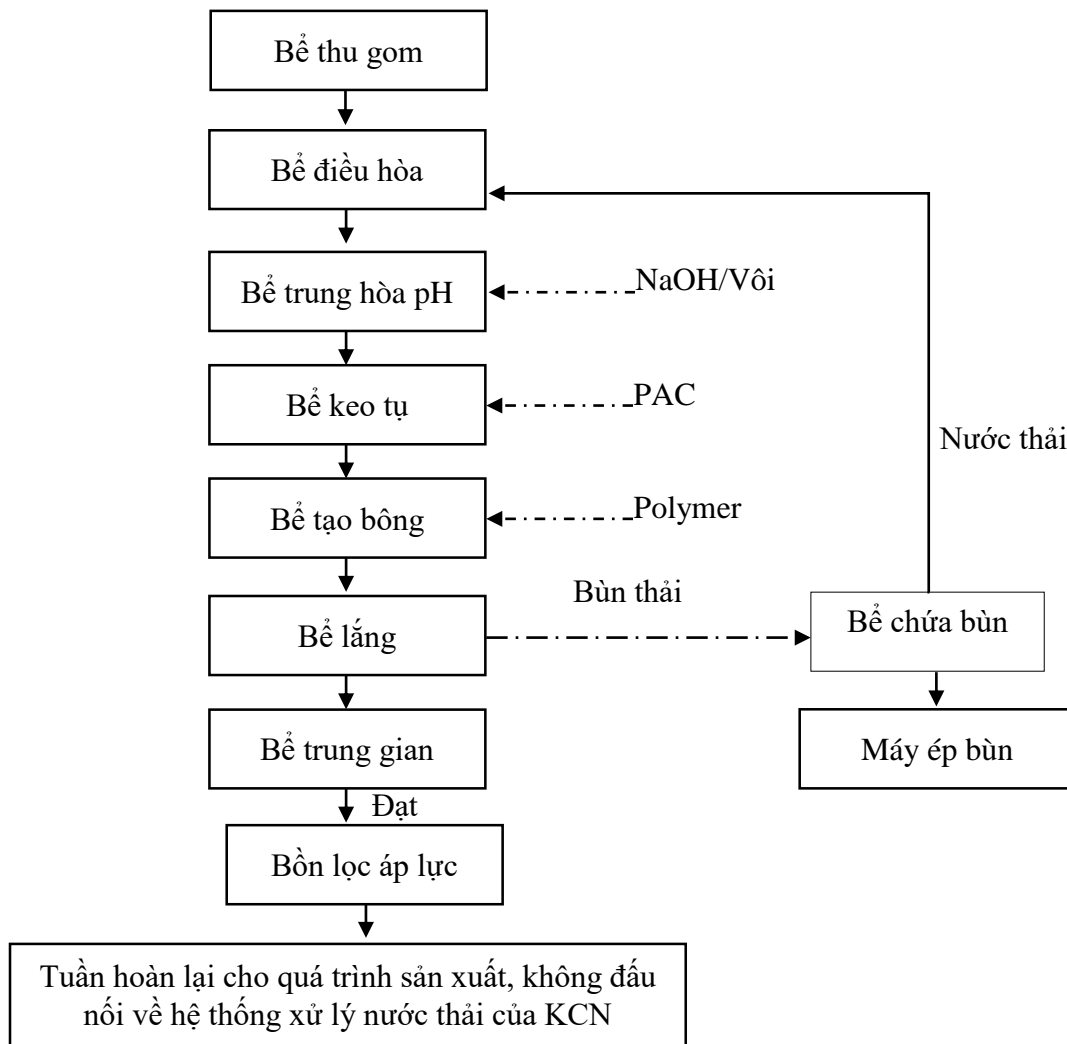 Bể thu gom
Bể điều hòa
Bể trung hòa pH
NaOH/Vôi
Bể keo tụ
PAC
Nước thải
Bể tạo bông
Polymer
Bùn thải
Bể lắng
Bể chứa bùn
Bể trung gian
Máy ép bùn
Đạt
Bồn lọc áp lực
Tuần hoàn lại cho quá trình sản xuất, không đấu
nối về hệ thống xử lý nước thải của KCN